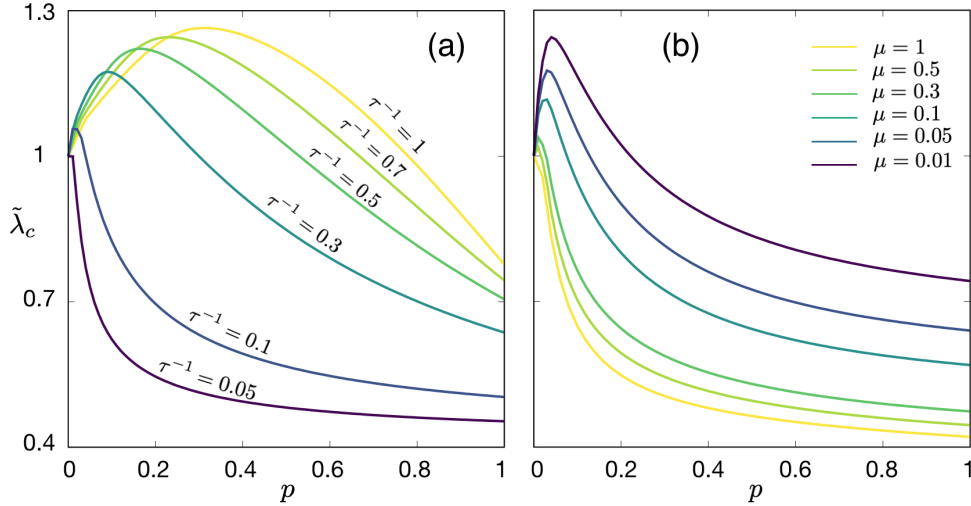 1.3
1
0.7
0.4
λ̃_c
(a)
τ⁻¹ = 1
τ⁻¹ = 0.7
τ⁻¹ = 0.5
τ⁻¹ = 0.3
τ⁻¹ = 0.1
τ⁻¹ = 0.05
0 0.2 0.4 0.6 0.8 1
p
(b)
μ = 1
μ = 0.5
μ = 0.3
μ = 0.1
μ = 0.05
μ = 0.01
0 0.2 0.4 0.6 0.8 1
p